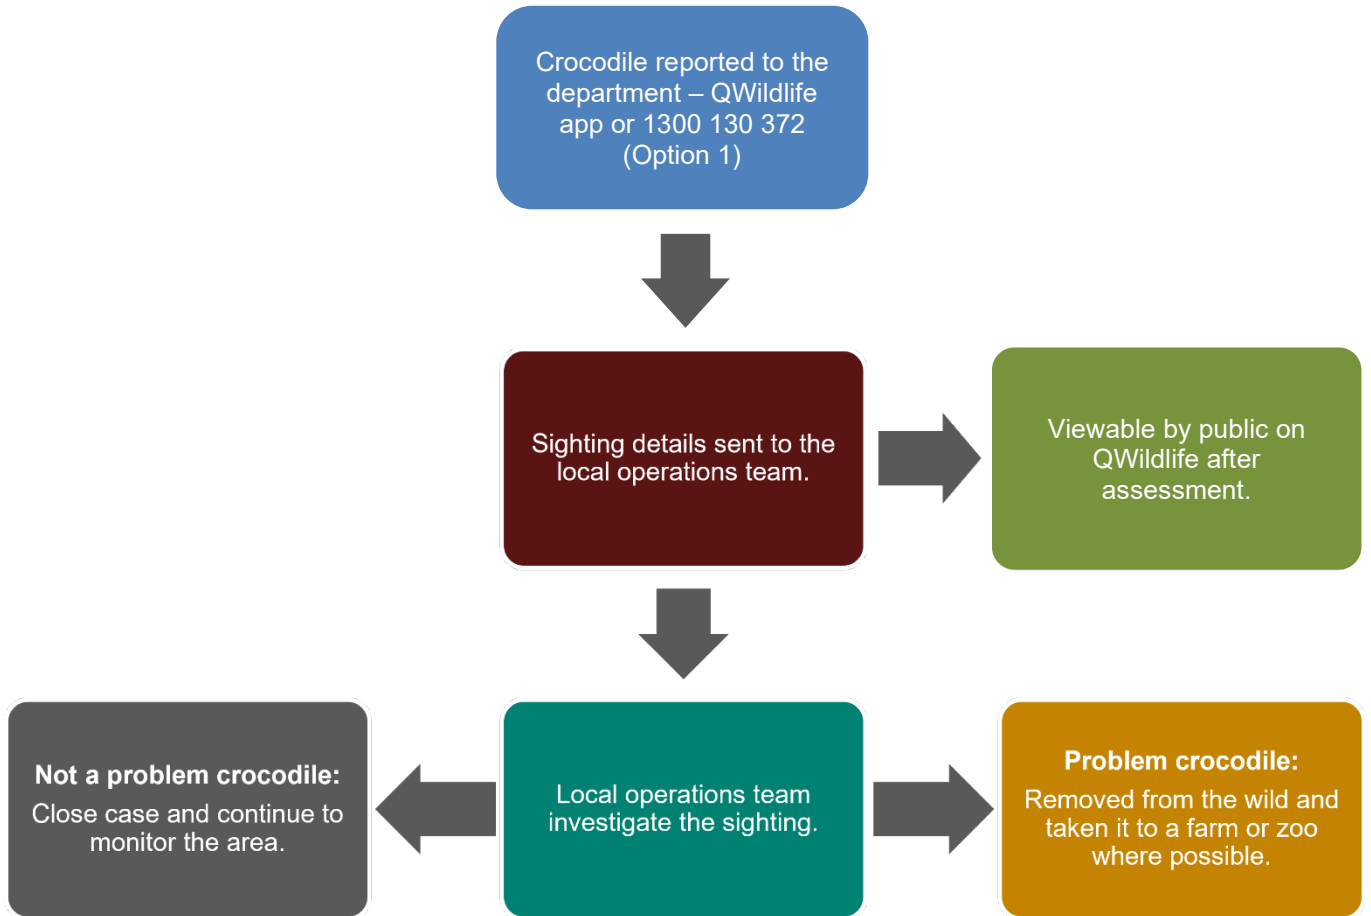 Crocodile reported to the
department – QWildlife
app or 1300 130 372
(Option 1)
Sighting details sent to the
local operations team.
Viewable by public on
QWildlife after
assessment.
Not a problem crocodile:
Close case and continue to
monitor the area.
Local operations team
investigate the sighting.
Problem crocodile:
Removed from the wild and
taken it to a farm or zoo
where possible.